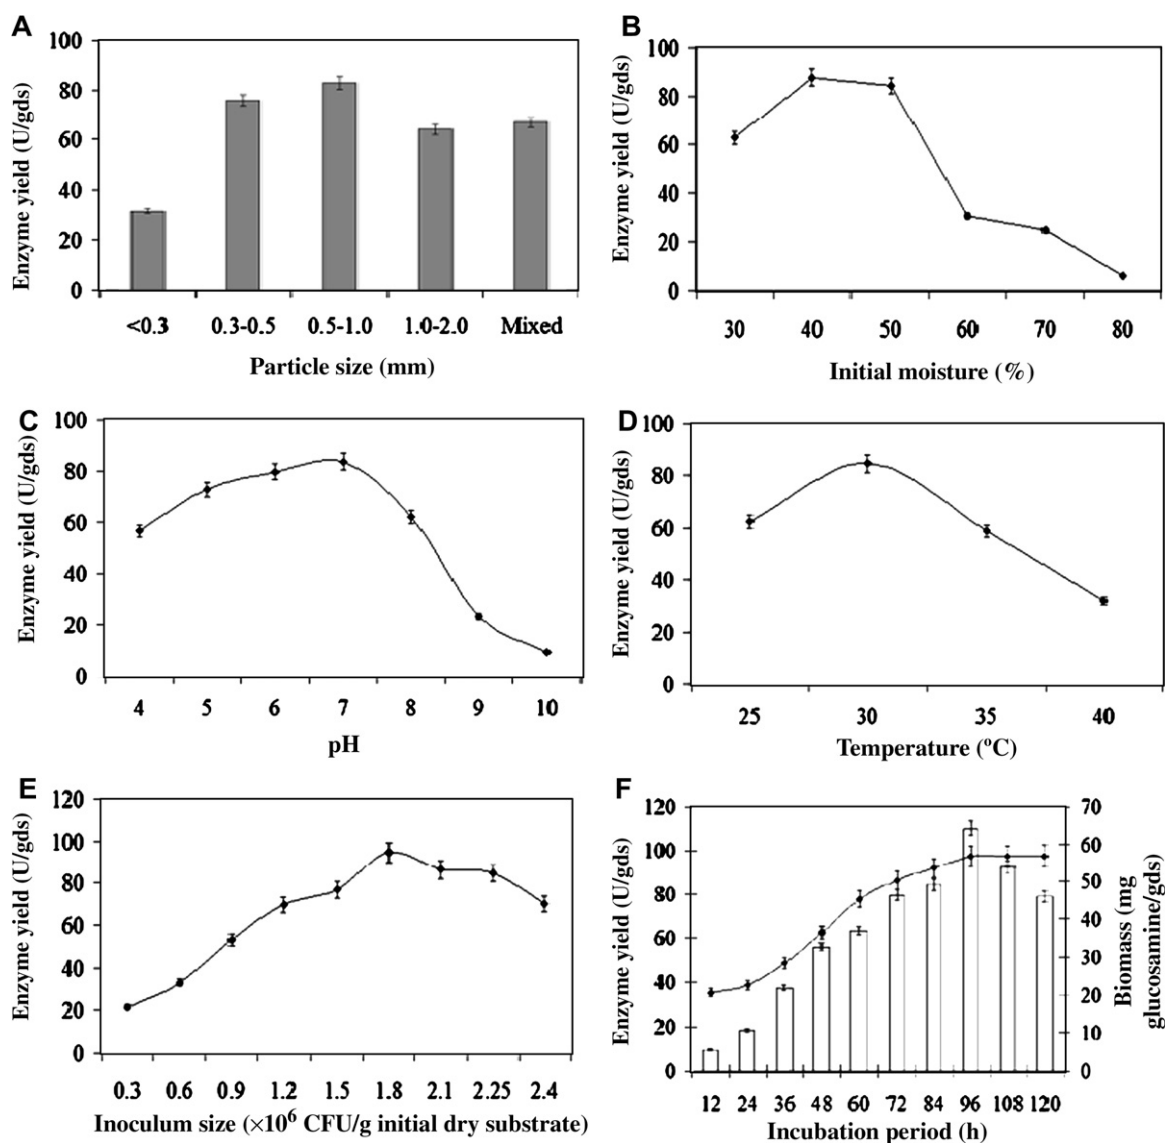 A
100
80
60
40
20
0
Enzyme yield (U/gds)
<0.3 0.3-0.5 0.5-1.0 1.0-2.0 Mixed
Particle size (mm)
B
100
80
60
40
20
0
Enzyme yield (U/gds)
30 40 50 60 70 80
Initial moisture (%)
C
100
80
60
40
20
0
Enzyme yield (U/gds)
4 5 6 7 8 9 10
pH
D
100
80
60
40
20
0
Enzyme yield (U/gds)
25 30 35 40
Temperature (ºC)
E
120
100
80
60
40
20
0
Enzyme yield (U/gds)
0.3 0.6 0.9 1.2 1.5 1.8 2.1 2.25 2.4
Inoculum size (×10⁶ CFU/g initial dry substrate)
F
120
100
80
60
40
20
0
Enzyme yield (U/gds)
70
60
50
40
30
20
10
0
Biomass (mg
glucosamine/gds)
12 24 36 48 60 72 84 96 108 120
Incubation period (h)